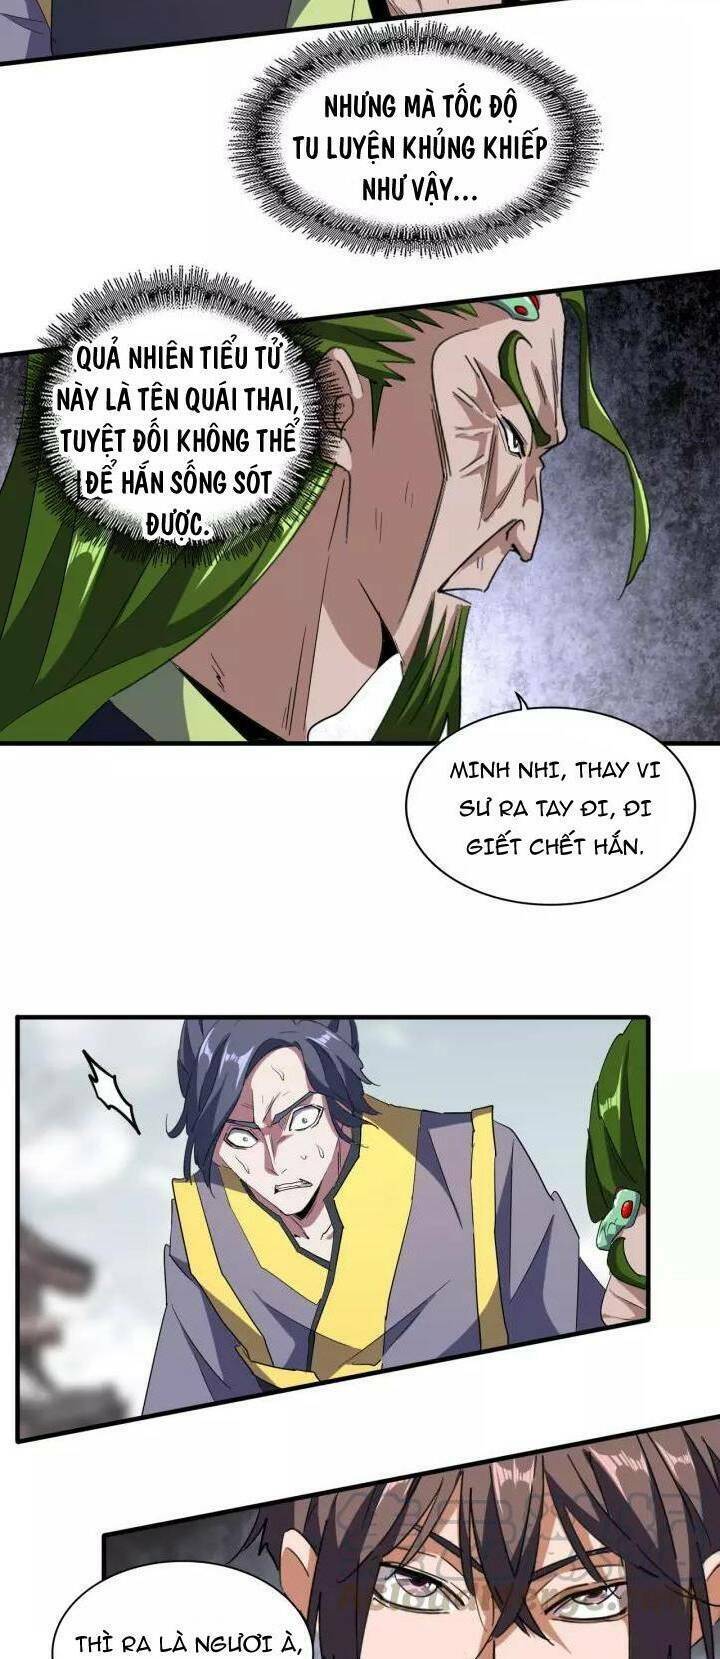 NHƯNG MÀ TỐC ĐỘ
TU LUYỆN KHỦNG KHIẾP
NHƯ VẬY...
QUẢ NHIÊN TIỂU TỬ
NÀY LÀ TÊN QUÁI THAI,
TUYỆT ĐỐI KHÔNG THỂ
ĐỂ HẮN SỐNG SÓT
ĐƯỢC.
MINH NHI, THAY VI
SƯ RA TAY ĐI, ĐI
GIẾT CHẾT HẮN.
THÌ RA LÀ NGƯƠI À,